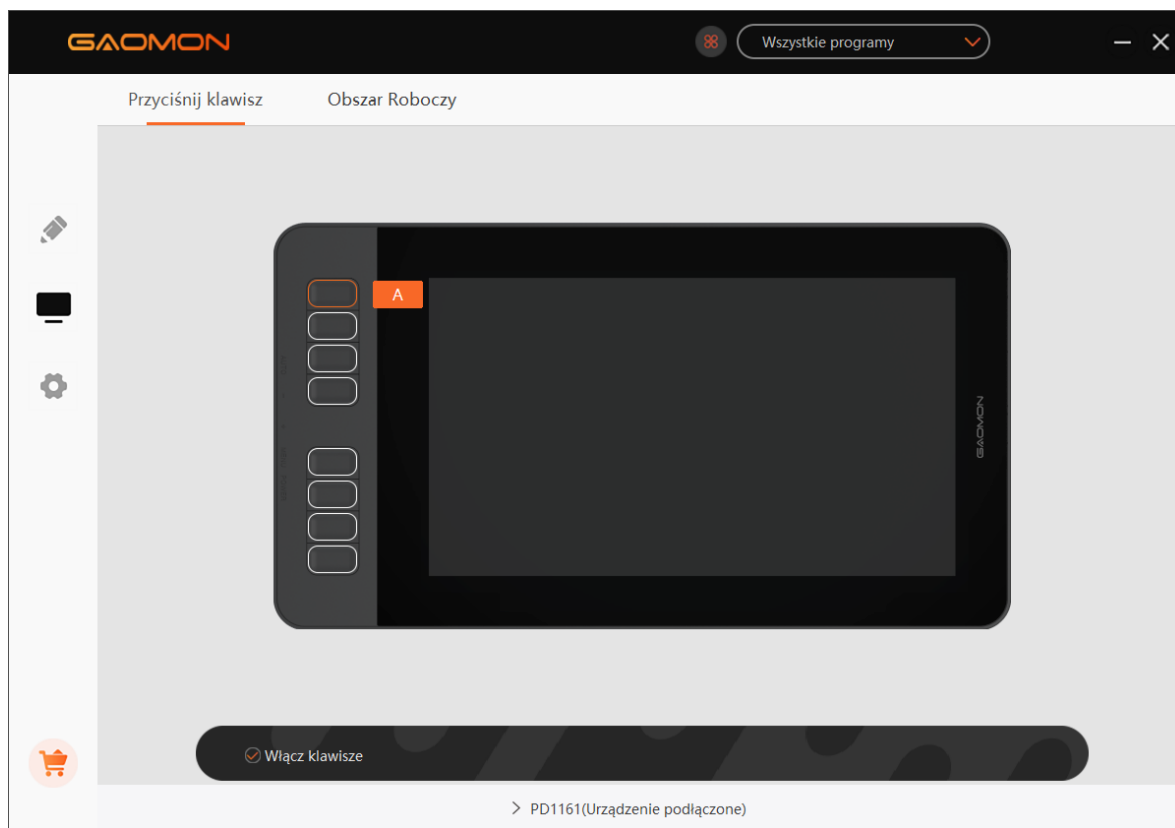 GAOMON
Wszystkie programy
Przyciśnij klawisz
Obszar Roboczy
A
GAOMON
Włącz klawisze
PD1161(Urządzenie podłączone)